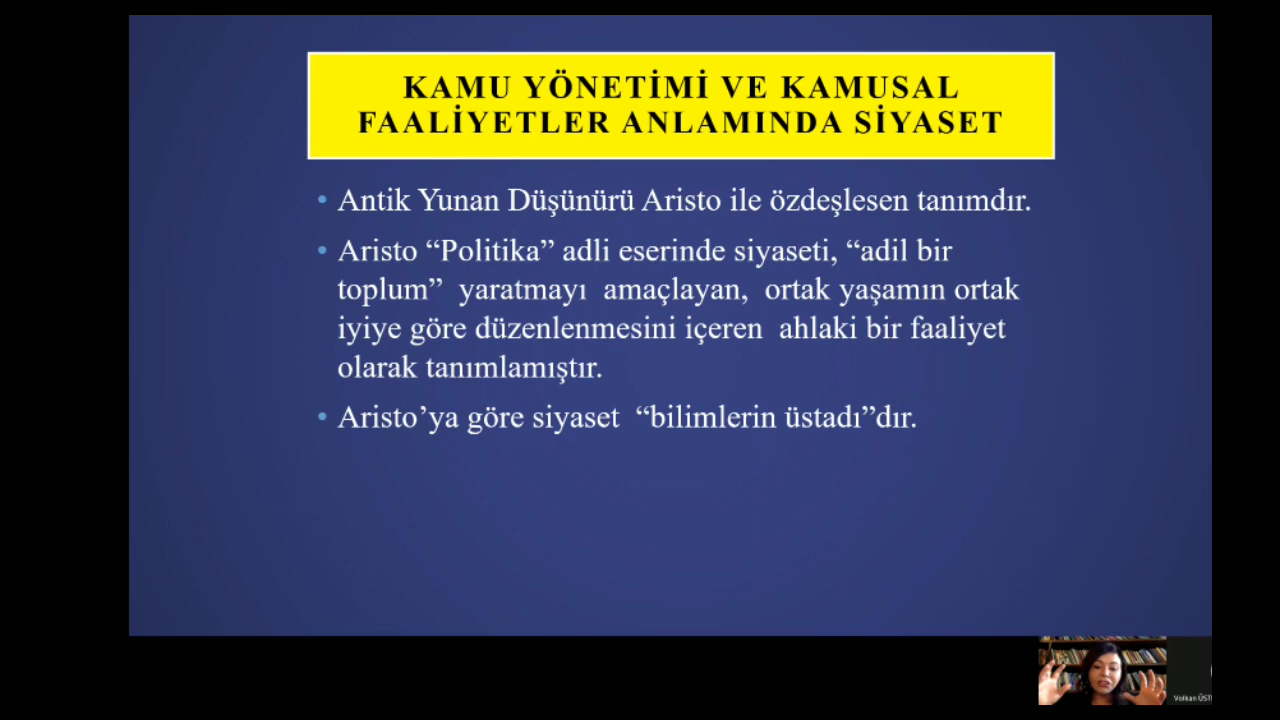 KAMU YÖNETİMİ VE KAMUSAL
FAALİYETLER ANLAMINDA SİYASET
• Antik Yunan Düşünürü Aristo ile özdeşlesen tanımdır.
• Aristo “Politika” adli eserinde siyaseti, “adil bir
toplum” yaratmayı amaçlayan, ortak yaşamın ortak
iyiye göre düzenlenmesini içeren ahlaki bir faaliyet
olarak tanımlamıştır.
• Aristo’ya göre siyaset “bilimlerin üstadı”dır.
Volkan